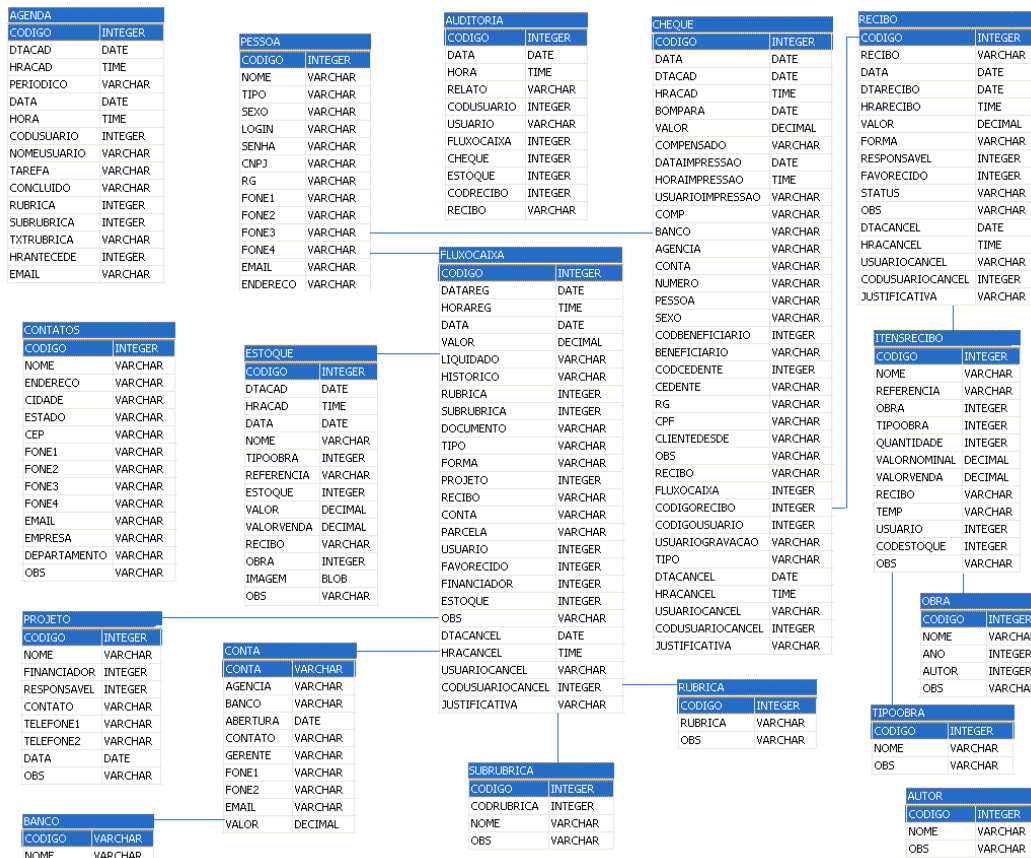 AGENDA
CODIGO INTEGER
DTACAD DATE
HRACAD TIME
PERIODICO VARCHAR
DATA DATE
HORA TIME
CODUSUARIO INTEGER
NOMEUSUARIO VARCHAR
TAREFA VARCHAR
CONCLUIDO VARCHAR
RUBRICA INTEGER
SUBRUBRICA INTEGER
TXTRUBRICA VARCHAR
HRANTECEDE INTEGER
EMAIL VARCHAR
PESSOA
CODIGO INTEGER
NOME VARCHAR
TIPO VARCHAR
SEXO VARCHAR
LOGIN VARCHAR
SENHA VARCHAR
CNPJ VARCHAR
RG VARCHAR
FONE1 VARCHAR
FONE2 VARCHAR
FONE3 VARCHAR
FONE4 VARCHAR
EMAIL VARCHAR
ENDERECO VARCHAR
AUDITORIA
CODIGO INTEGER
DATA DATE
HORA TIME
RELATO VARCHAR
CODUSUARIO INTEGER
USUARIO VARCHAR
FLUXOCAIXA INTEGER
CHEQUE INTEGER
ESTOQUE INTEGER
CODRECIBO INTEGER
RECIBO VARCHAR
CHEQUE
CODIGO INTEGER
DATA DATE
DTACAD DATE
HRACAD TIME
BOMPARA DATE
VALOR DECIMAL
COMPENSADO VARCHAR
DATAIMPRESSAO DATE
HORAIMPRESSAO TIME
USUARIOIMPRESSAO VARCHAR
COMP VARCHAR
BANCO VARCHAR
AGENCIA VARCHAR
CONTA VARCHAR
NUMERO VARCHAR
PESSOA VARCHAR
SEXO VARCHAR
CODBENEFICIARIO INTEGER
BENEFICIARIO VARCHAR
CODCEDENTE INTEGER
CEDENTE VARCHAR
RG VARCHAR
CPF VARCHAR
CLIENTEDESDE VARCHAR
OBS VARCHAR
RECIBO VARCHAR
FLUXOCAIXA INTEGER
CODIGORECIBO INTEGER
CODIGOUSUARIO INTEGER
USUARIOGRAVACAO VARCHAR
TIPO VARCHAR
DTACANCEL DATE
HRACANCEL TIME
USUARIOCANCEL VARCHAR
CODUSUARIOCANCEL INTEGER
JUSTIFICATIVA VARCHAR
RECIBO
CODIGO INTEGER
RECIBO VARCHAR
DATA DATE
DTARECIBO DATE
HRARECIBO TIME
VALOR DECIMAL
FORMA VARCHAR
RESPONSAVEL INTEGER
FAVORECIDO INTEGER
STATUS VARCHAR
OBS VARCHAR
DTACANCEL DATE
HRACANCEL TIME
USUARIOCANCEL VARCHAR
CODUSUARIOCANCEL INTEGER
JUSTIFICATIVA VARCHAR
CONTATOS
CODIGO INTEGER
NOME VARCHAR
ENDERECO VARCHAR
CIDADE VARCHAR
ESTADO VARCHAR
CEP VARCHAR
FONE1 VARCHAR
FONE2 VARCHAR
FONE3 VARCHAR
FONE4 VARCHAR
EMAIL VARCHAR
EMPRESA VARCHAR
DEPARTAMENTO VARCHAR
OBS VARCHAR
ESTOQUE
CODIGO INTEGER
DTACAD DATE
HRACAD TIME
DATA DATE
NOME VARCHAR
TIPOOBRA INTEGER
REFERENCIA VARCHAR
ESTOQUE INTEGER
VALOR DECIMAL
VALORVENDA DECIMAL
RECIBO VARCHAR
OBRA INTEGER
IMAGEM BLOB
OBS VARCHAR
FLUXOCAIXA
CODIGO INTEGER
DATAREG DATE
HORAREG TIME
DATA DATE
VALOR DECIMAL
LIQUIDADO VARCHAR
HISTORICO VARCHAR
RUBRICA INTEGER
SUBRUBRICA INTEGER
DOCUMENTO VARCHAR
TIPO VARCHAR
FORMA VARCHAR
PROJETO INTEGER
RECIBO VARCHAR
CONTA VARCHAR
PARCELA VARCHAR
USUARIO INTEGER
FAVORECIDO INTEGER
FINANCIADOR INTEGER
ESTOQUE INTEGER
OBS VARCHAR
DTACANCEL DATE
HRACANCEL TIME
USUARIOCANCEL VARCHAR
CODUSUARIOCANCEL INTEGER
JUSTIFICATIVA VARCHAR
ITENSRECIBO
CODIGO INTEGER
NOME VARCHAR
REFERENCIA VARCHAR
OBRA INTEGER
TIPOOBRA INTEGER
QUANTIDADE INTEGER
VALORNOMINAL DECIMAL
VALORVENDA DECIMAL
RECIBO VARCHAR
TEMP VARCHAR
USUARIO INTEGER
CODESTOQUE INTEGER
OBS VARCHAR
PROJETO
CODIGO INTEGER
NOME VARCHAR
FINANCIADOR INTEGER
RESPONSAVEL INTEGER
CONTATO VARCHAR
TELEFONE1 VARCHAR
TELEFONE2 VARCHAR
DATA DATE
OBS VARCHAR
CONTA
CONTA VARCHAR
AGENCIA VARCHAR
BANCO VARCHAR
ABERTURA DATE
CONTATO VARCHAR
GERENTE VARCHAR
FONE1 VARCHAR
FONE2 VARCHAR
EMAIL VARCHAR
VALOR DECIMAL
RUBRICA
CODIGO INTEGER
RUBRICA VARCHAR
OBS VARCHAR
SUBRUBRICA
CODIGO INTEGER
CODRUBRICA INTEGER
NOME VARCHAR
OBS VARCHAR
OBRA
CODIGO INTEGER
NOME VARCHA
ANO INTEGER
AUTOR INTEGER
OBS VARCHA
TIPOOBRA
CODIGO INTEGER
NOME VARCHAR
OBS VARCHAR
AUTOR
CODIGO INTEGER
NOME VARCHAR
OBS VARCHAR
BANCO
CODIGO VARCHAR
NOME VARCHAR